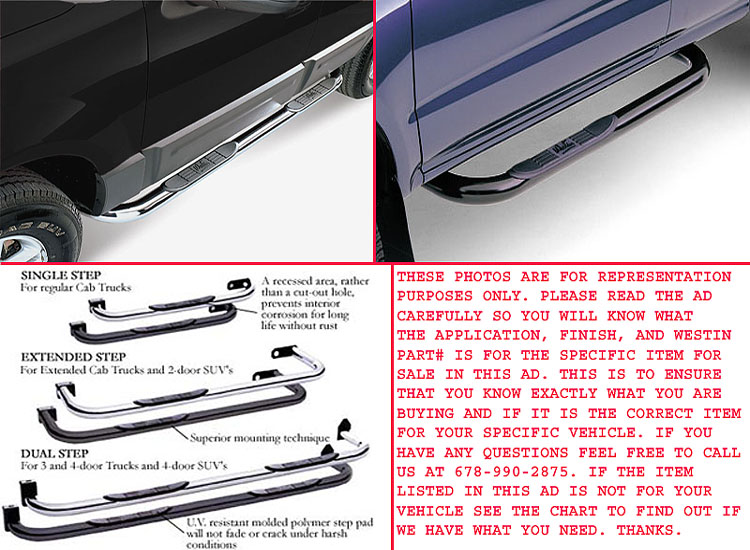 SINGLE STEP
For regular Cab Trucks
A recessed area, rather
than a cut-out hole,
prevents interior
corrosion for long
life without rust
EXTENDED STEP
For Extended Cab Trucks and 2-door SUV's
Superior mounting technique
DUAL STEP
For 3 and 4-door Trucks and 4-door SUV's
U.V. resistant molded polymer step pad
will not fade or crack under harsh
conditions
THESE PHOTOS ARE FOR REPRESENTATION
PURPOSES ONLY. PLEASE READ THE AD
CAREFULLY SO YOU WILL KNOW WHAT
THE APPLICATION, FINISH, AND WESTIN
PART# IS FOR THE SPECIFIC ITEM FOR
SALE IN THIS AD. THIS IS TO ENSURE
THAT YOU KNOW EXACTLY WHAT YOU ARE
BUYING AND IF IT IS THE CORRECT ITEM
FOR YOUR SPECIFIC VEHICLE. IF YOU
HAVE ANY QUESTIONS FEEL FREE TO CALL
US AT 678-990-2875. IF THE ITEM
LISTED IN THIS AD IS NOT FOR YOUR
VEHICLE SEE THE CHART TO FIND OUT IF
WE HAVE WHAT YOU NEED. THANKS.